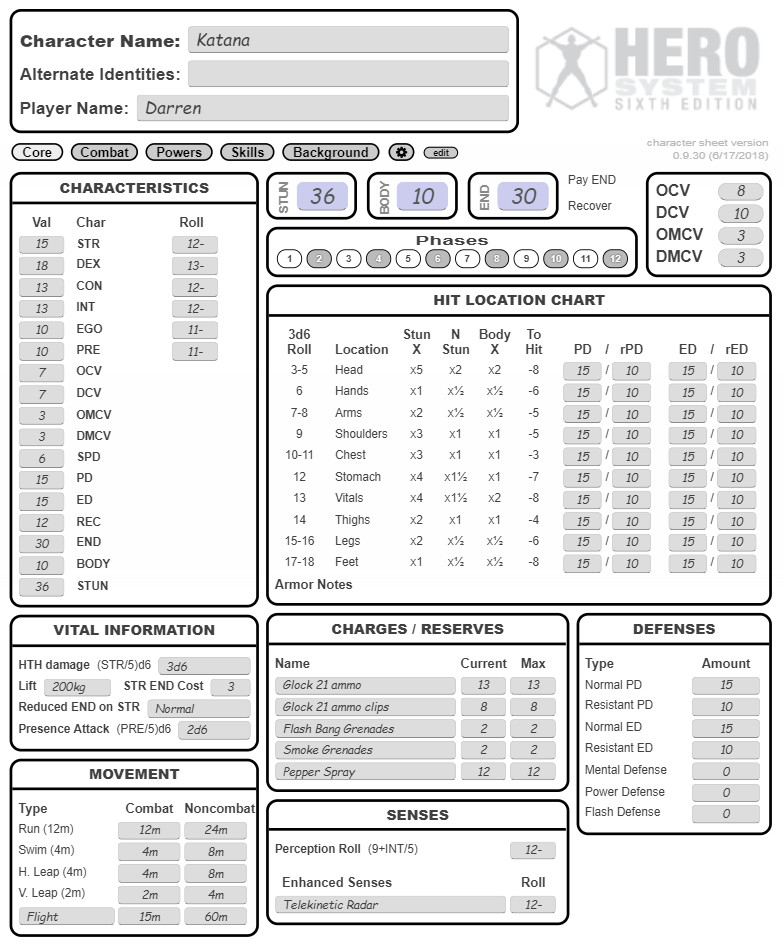 Character Name: Katana
Alternate Identities:
Player Name: Darren
HERO
SYSTEM
SIXTH EDITION
character sheet version
0.9.30 (6/17/2018)
Core Combat Powers Skills Background edit
CHARACTERISTICS
Val Char Roll
15 STR 12-
18 DEX 13-
13 CON 12-
13 INT 12-
10 EGO 11-
10 PRE 11-
7 OCV
7 DCV
3 OMCV
3 DMCV
6 SPD
15 PD
15 ED
12 REC
30 END
10 BODY
36 STUN
STUN 36 BODY 10 END 30
Pay END
Recover
Phases
1 2 3 4 5 6 7 8 9 10 11 12
OCV 8
DCV 10
OMCV 3
DMCV 3
HIT LOCATION CHART
3d6 Stun N Body To
Roll Location X Stun X Hit PD / rPD ED / rED
3-5 Head x5 x2 x2 -8 15 / 10 15 / 10
6 Hands x1 x½ x½ -6 15 / 10 15 / 10
7-8 Arms x2 x½ x½ -5 15 / 10 15 / 10
9 Shoulders x3 x1 x1 -5 15 / 10 15 / 10
10-11 Chest x3 x1 x1 -3 15 / 10 15 / 10
12 Stomach x4 x1½ x1 -7 15 / 10 15 / 10
13 Vitals x4 x1½ x2 -8 15 / 10 15 / 10
14 Thighs x2 x1 x1 -4 15 / 10 15 / 10
15-16 Legs x2 x½ x½ -6 15 / 10 15 / 10
17-18 Feet x1 x½ x½ -8 15 / 10 15 / 10
Armor Notes
VITAL INFORMATION
HTH damage (STR/5)d6 3d6
Lift 200kg STR END Cost 3
Reduced END on STR Normal
Presence Attack (PRE/5)d6 2d6
MOVEMENT
Type Combat Noncombat
Run (12m) 12m 24m
Swim (4m) 4m 8m
H. Leap (4m) 4m 8m
V. Leap (2m) 2m 4m
Flight 15m 60m
CHARGES / RESERVES
Name Current Max
Glock 21 ammo 13 13
Glock 21 ammo clips 8 8
Flash Bang Grenades 2 2
Smoke Grenades 2 2
Pepper Spray 12 12
SENSES
Perception Roll (9+INT/5) 12-
Enhanced Senses Roll
Telekinetic Radar 12-
DEFENSES
Type Amount
Normal PD 15
Resistant PD 10
Normal ED 15
Resistant ED 10
Mental Defense 0
Power Defense 0
Flash Defense 0